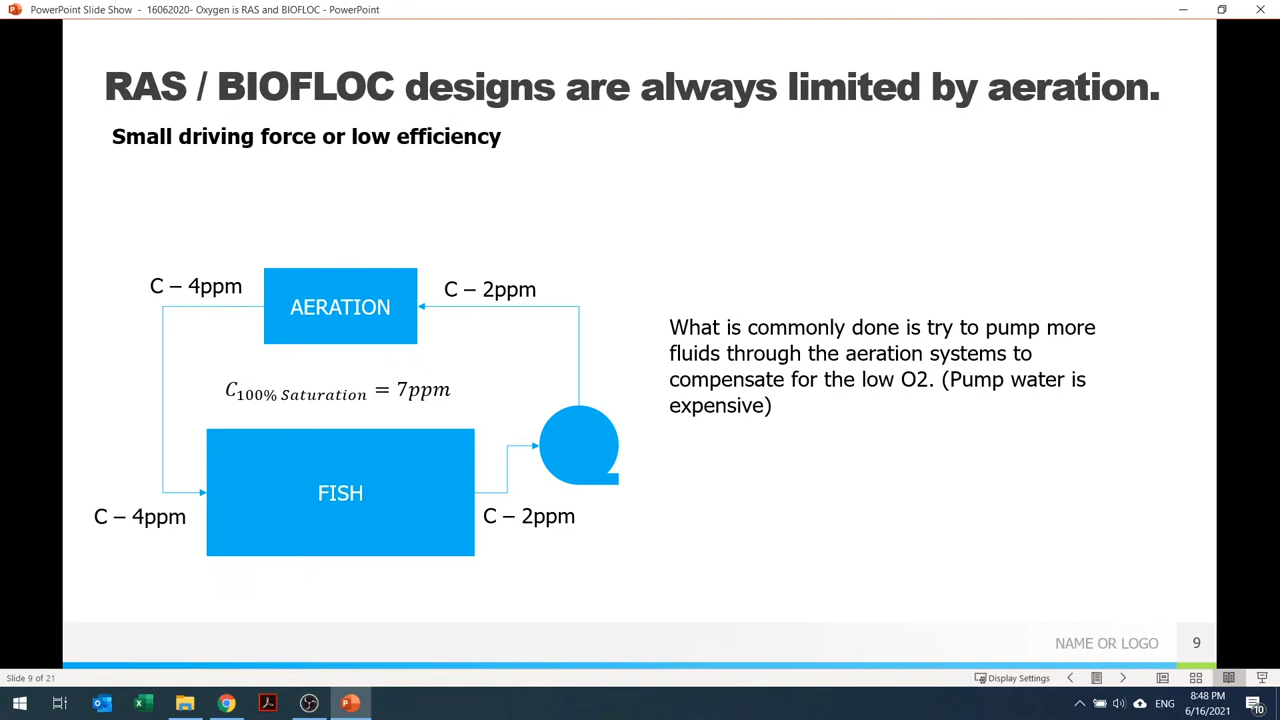 PowerPoint Slide Show - 16062020- Oxygen is RAS and BIOFLOC - PowerPoint
RAS / BIOFLOC designs are always limited by aeration.
Small driving force or low efficiency
C – 4ppm
AERATION
C – 2ppm
C100% Saturation = 7ppm
FISH
C – 4ppm
C – 2ppm
What is commonly done is try to pump more
fluids through the aeration systems to
compensate for the low O2. (Pump water is
expensive)
NAME OR LOGO
9
Slide 9 of 21
Display Settings
ENG
8:48 PM
6/16/2021
10